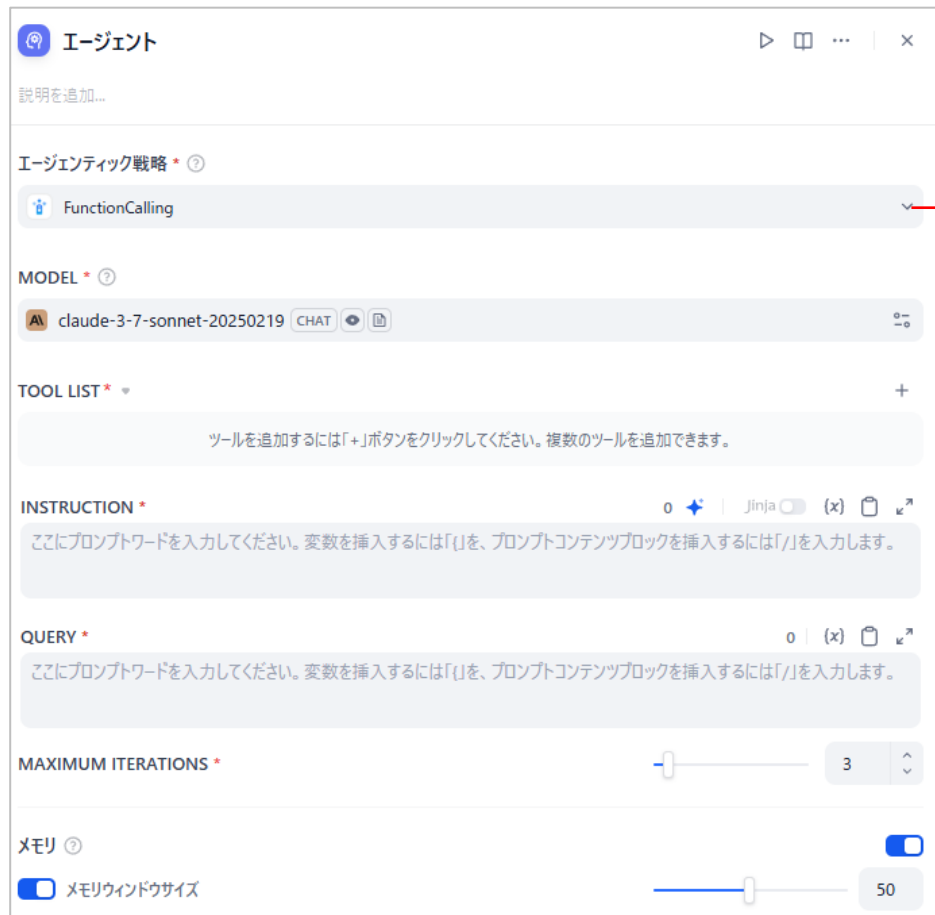 エージェント
説明を追加...
エージェンティック戦略 *
FunctionCalling
MODEL *
claude-3-7-sonnet-20250219 CHAT
TOOL LIST *
ツールを追加するには「+」ボタンをクリックしてください。複数のツールを追加できます。
INSTRUCTION * 0 Jinja {x}
ここにプロンプトワードを入力してください。変数を挿入するには「{」を、プロンプトコンテンツブロックを挿入するには「/」を入力します。
QUERY * 0 {x}
ここにプロンプトワードを入力してください。変数を挿入するには「{」を、プロンプトコンテンツブロックを挿入するには「/」を入力します。
MAXIMUM ITERATIONS * 3
メモリ
メモリウィンドウサイズ 50